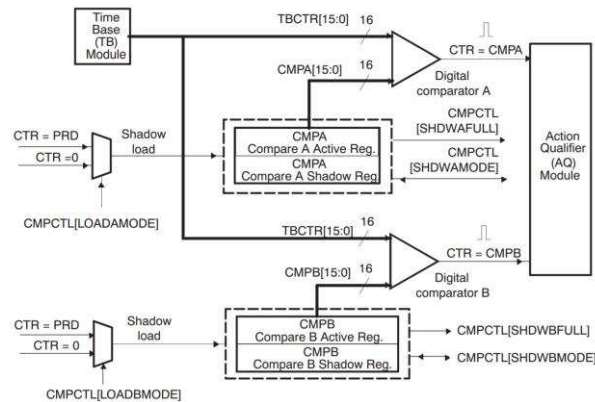 Time
Base
(TB)
Module
TBCTR[15:0]
16
CTR = CMPA
CMPA[15:0]
16
Digital
comparator A
CMPCTL
[SHDWAFULL]
CMPCTL
[SHDWAMODE]
Action
Qualifier
(AQ)
Module
CTR = PRD
CTR =0
Shadow
load
CMPA
Compare A Active Reg.
CMPA
Compare A Shadow Reg.
CMPCTL[LOADAMODE]
TBCTR[15:0]
16
CTR = CMPB
CMPB[15:0]
16
Digital
comparator B
CTR = PRD
CTR = 0
Shadow
load
CMPB
Compare B Active Reg.
CMPB
Compare B Shadow Reg.
CMPCTL[SHDWBFULL]
CMPCTL[SHDWBMODE]
CMPCTL[LOADBMODE]